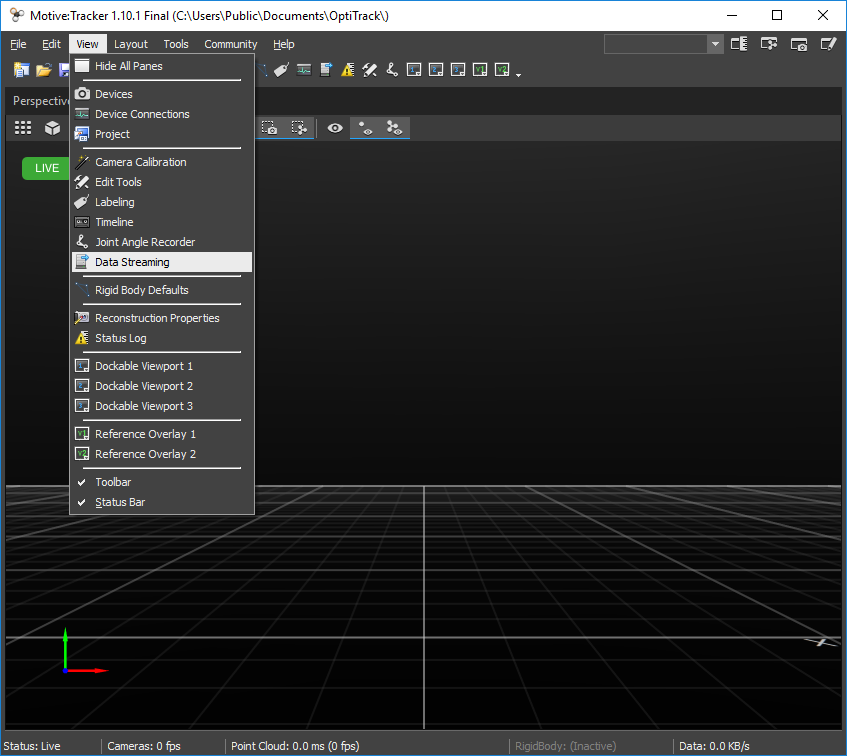 Motive:Tracker 1.10.1 Final (C:\Users\Public\Documents\OptiTrack\)
File Edit View Layout Tools Community Help
Hide All Panes
Perspective
Devices
Device Connections
Project
LIVE
Camera Calibration
Edit Tools
Labeling
Timeline
Joint Angle Recorder
Data Streaming
Rigid Body Defaults
Reconstruction Properties
Status Log
Dockable Viewport 1
Dockable Viewport 2
Dockable Viewport 3
Reference Overlay 1
Reference Overlay 2
Toolbar
Status Bar
Status: Live Cameras: 0 fps Point Cloud: 0.0 ms (0 fps) RigidBody: (Inactive) Data: 0.0 KB/s